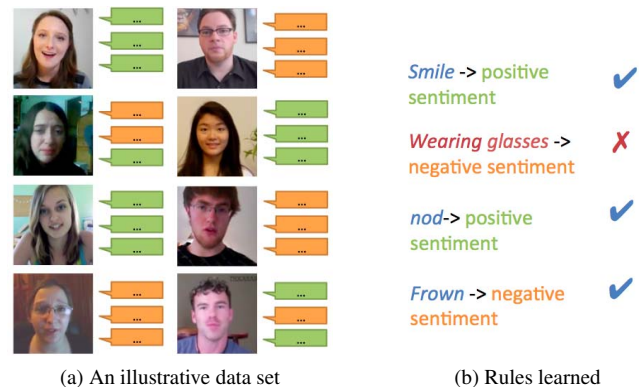 ...
...
...
...
...
...
Smile -> positive
sentiment
...
...
...
...
...
...
Wearing glasses ->
negative sentiment
...
...
...
...
...
...
nod-> positive
sentiment
...
...
...
...
...
...
Frown -> negative
sentiment
(a) An illustrative data set
(b) Rules learned